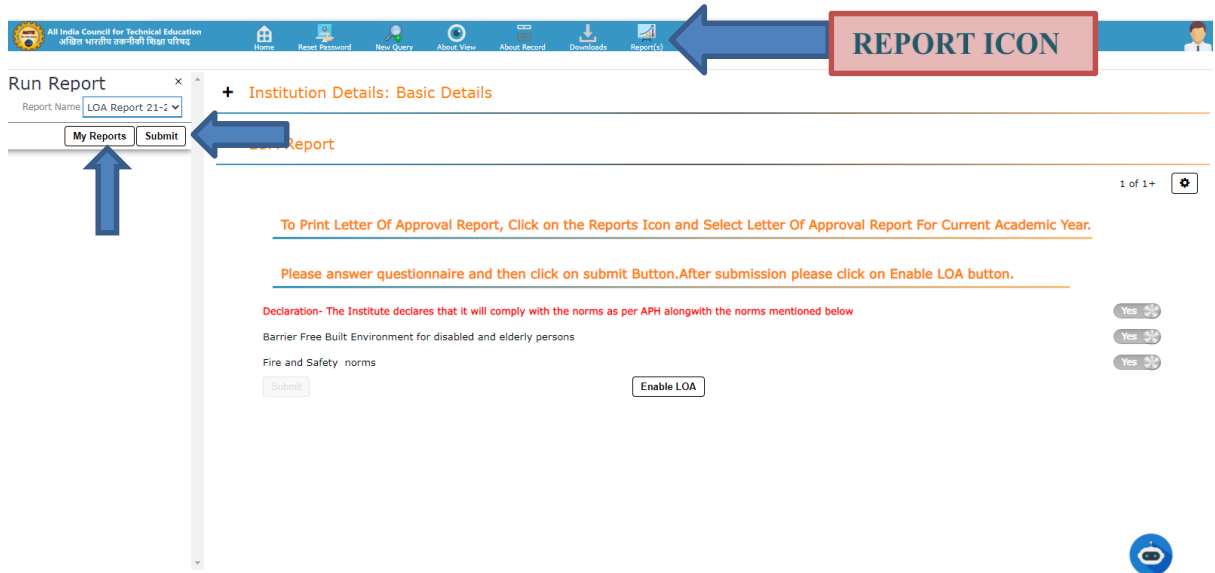 All India Council for Technical Education
अखिल भारतीय तकनीकी शिक्षा परिषद
Home Reset Password New Query About View About Record Downloads Report(s)
REPORT ICON
Run Report ×
Report Name LOA Report 21-2
My Reports Submit
+ Institution Details: Basic Details
Report
1 of 1+
To Print Letter Of Approval Report, Click on the Reports Icon and Select Letter Of Approval Report For Current Academic Year.
Please answer questionnaire and then click on submit Button.After submission please click on Enable LOA button.
Declaration- The Institute declares that it will comply with the norms as per APH alongwith the norms mentioned below Yes
Barrier Free Built Environment for disabled and elderly persons Yes
Fire and Safety norms Yes
Submit Enable LOA